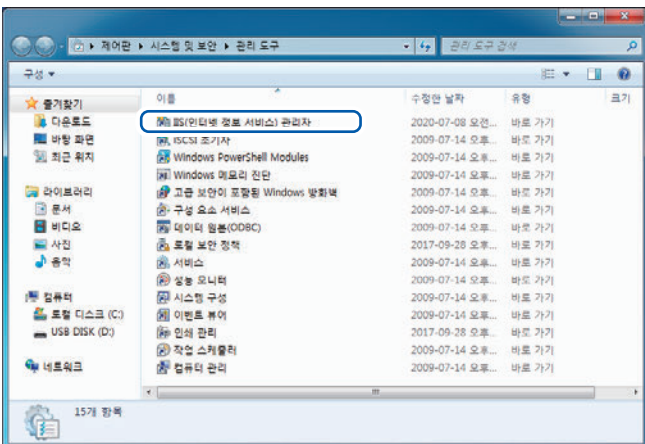 제어판 ▸ 시스템 및 보안 ▸ 관리 도구
관리 도구 검색
구성
이름 수정한 날짜 유형 크기
즐겨찾기
다운로드
바탕 화면
최근 위치
라이브러리
문서
비디오
사진
음악
컴퓨터
로컬 디스크 (C:)
USB DISK (D:)
네트워크
IIS(인터넷 정보 서비스) 관리자 2020-07-08 오전... 바로 가기
iSCSI 초기자 2009-07-14 오후... 바로 가기
Windows PowerShell Modules 2009-07-14 오후... 바로 가기
Windows 메모리 진단 2009-07-14 오후... 바로 가기
고급 보안이 포함된 Windows 방화벽 2009-07-14 오후... 바로 가기
구성 요소 서비스 2009-07-14 오후... 바로 가기
데이터 원본(ODBC) 2009-07-14 오후... 바로 가기
로컬 보안 정책 2017-09-28 오후... 바로 가기
서비스 2009-07-14 오후... 바로 가기
성능 모니터 2009-07-14 오후... 바로 가기
시스템 구성 2009-07-14 오후... 바로 가기
이벤트 뷰어 2009-07-14 오후... 바로 가기
인쇄 관리 2017-09-28 오후... 바로 가기
작업 스케줄러 2009-07-14 오후... 바로 가기
컴퓨터 관리 2009-07-14 오후... 바로 가기
15개 항목